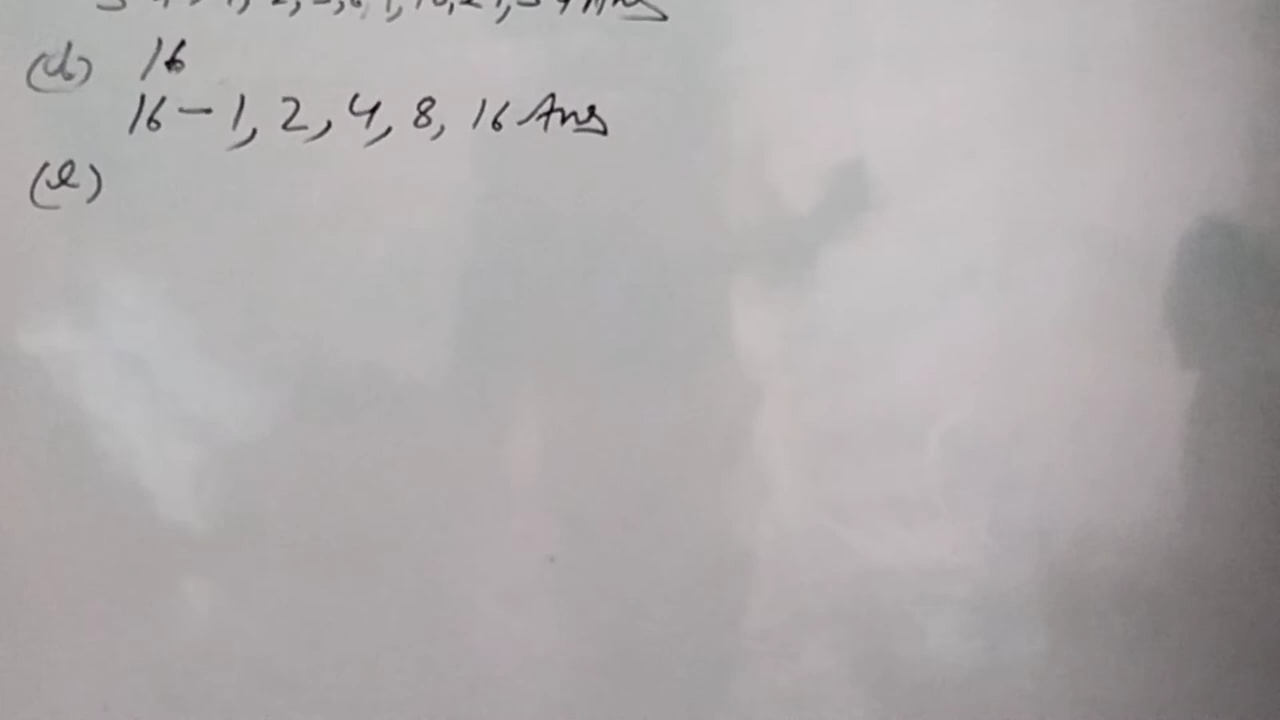 (d) 16
16 - 1, 2, 4, 8, 16 Ans
(e)